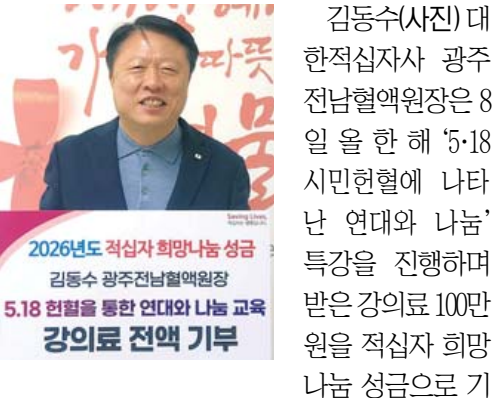 가
따뜻
물
Saving Lives,
2026년도 적십자 희망나눔 성금
김동수 광주전남혈액원장
5.18 헌혈을 통한 연대와 나눔 교육
강의료 전액 기부
김동수(사진) 대
한적십자사 광주
전남혈액원장은 8
일 올 한 해 ‘5·18
시민헌혈에 나타
난 연대와 나눔’
특강을 진행하며
받은 강의료 100만
원을 적십자 희망
나눔 성금으로 기